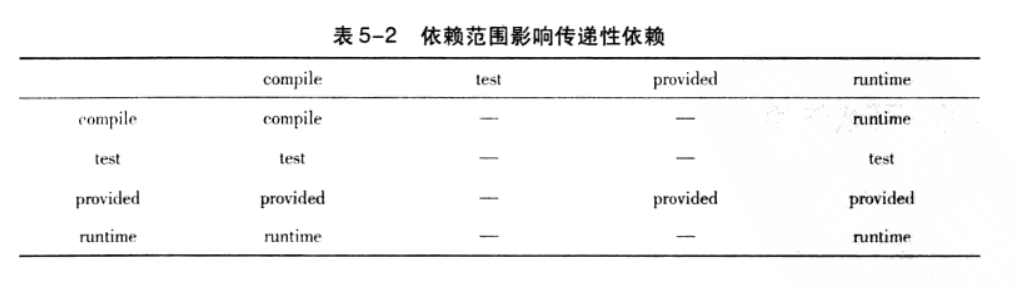 表 5-2 依赖范围影响传递性依赖
compile test provided runtime
compile compile — — runtime
test test — — test
provided provided — provided provided
runtime runtime — — runtime